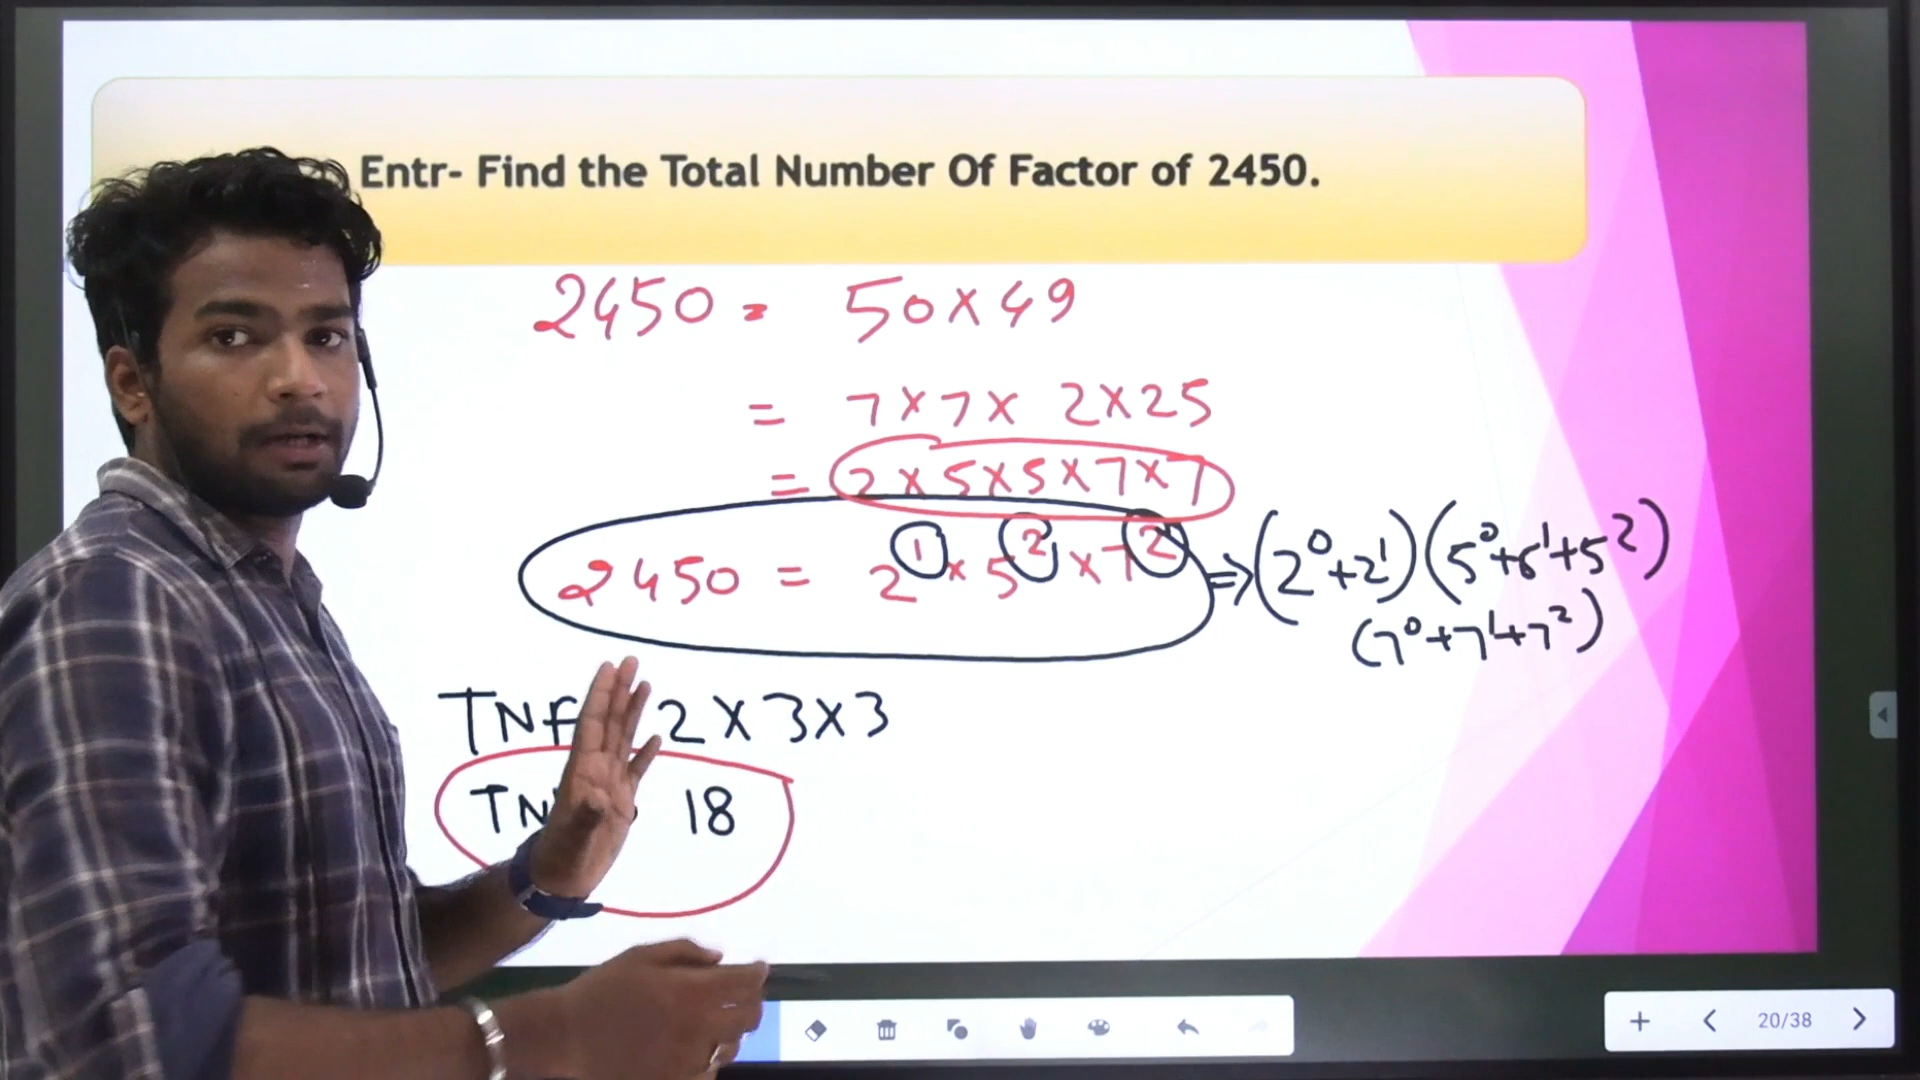 Entr- Find the Total Number Of Factor of 2450.
2450 = 50×49
= 7×7× 2×25
= 2×5×5×7×7
2450 = 2¹×5²×7² ⇒(2⁰+2¹)(5⁰+5¹+5²)
(7⁰+7¹+7²)
TNF 2×3×3
18
20/38